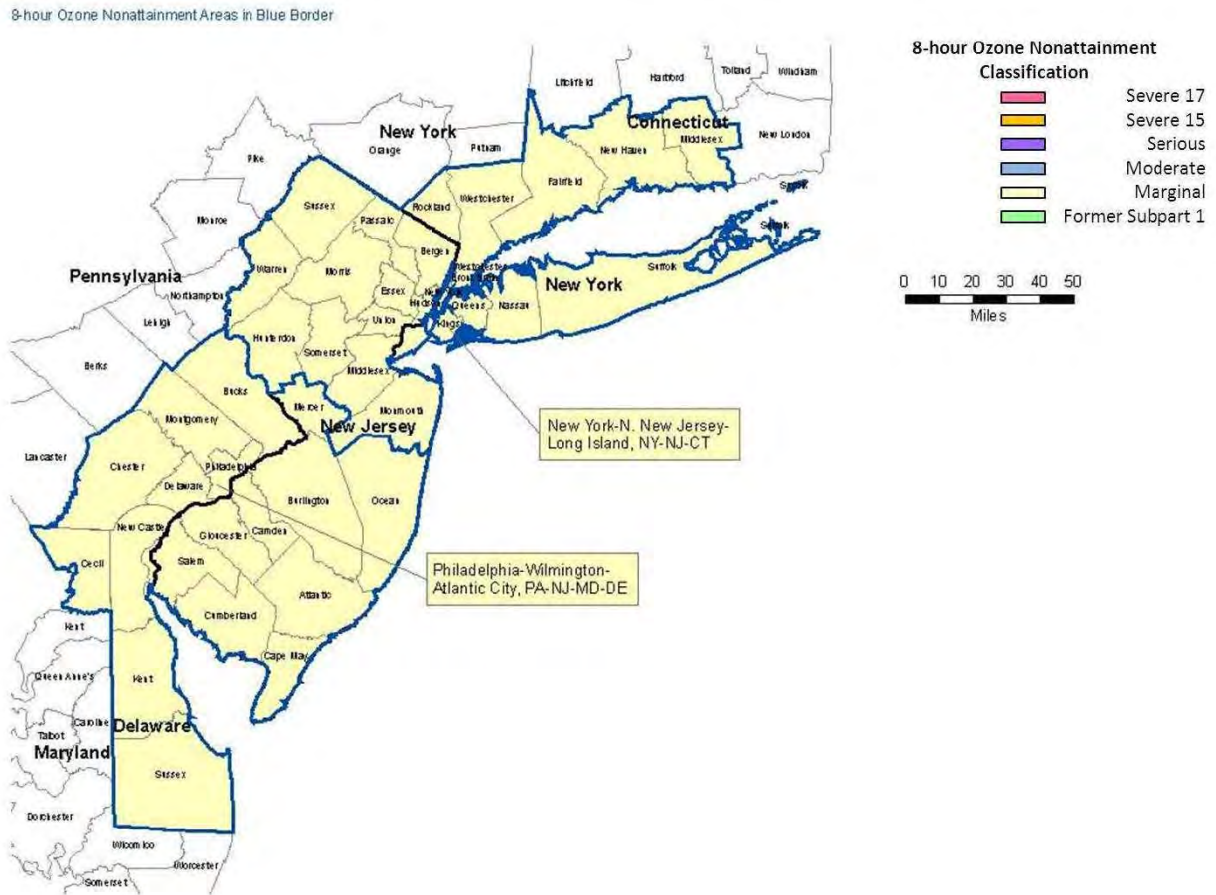 8-hour Ozone Nonattainment Areas in Blue Border
8-hour Ozone Nonattainment
Classification
Severe 17
Severe 15
Serious
Moderate
Marginal
Former Subpart 1
0 10 20 30 40 50
Miles
Litchfield
Hartford
Tolland
Windham
Connecticut
New London
Middlesex
New Haven
Fairfield
New York
Orange
Putnam
Pike
Westchester
Rockland
Sussex
Passaic
Monroe
Bergen
Suffolk
Warren
Morris
Westchester
Suffolk
New York
Pennsylvania
Northampton
Essex
Hudson
Queens
Nassau
Union
Kings
Lehigh
Hunterdon
Somerset
Berks
Middlesex
Bucks
Mercer
Monmouth
New Jersey
Montgomery
New York-N. New Jersey-
Long Island, NY-NJ-CT
Lancaster
Chester
Philadelphia
Delaware
Burlington
Ocean
New Castle
Gloucester
Camden
Cecil
Salem
Philadelphia-Wilmington-
Atlantic City, PA-NJ-MD-DE
Atlantic
Cumberland
Kent
Cape May
Queen Anne's
Kent
Caroline
Delaware
Talbot
Maryland
Sussex
Dorchester
Wicomico
Worcester
Somerset